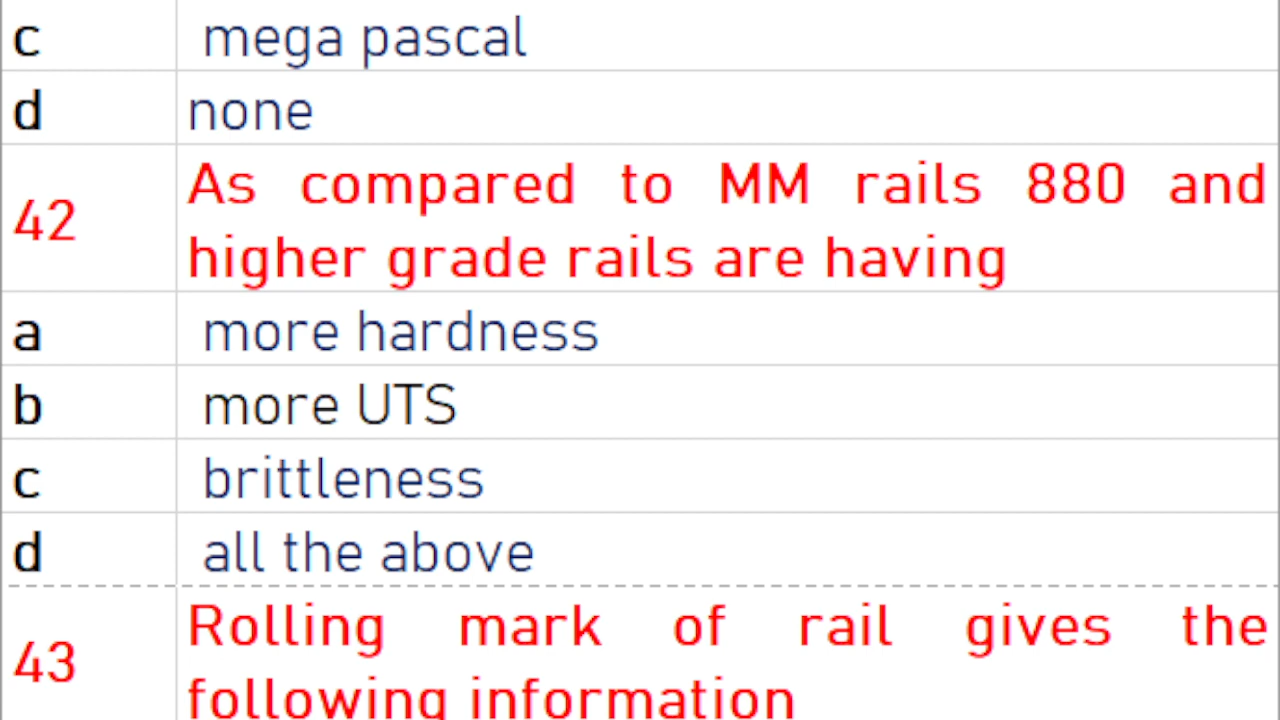 c mega pascal
d none
42 As compared to MM rails 880 and
higher grade rails are having
a more hardness
b more UTS
c brittleness
d all the above
43 Rolling mark of rail gives the
following information